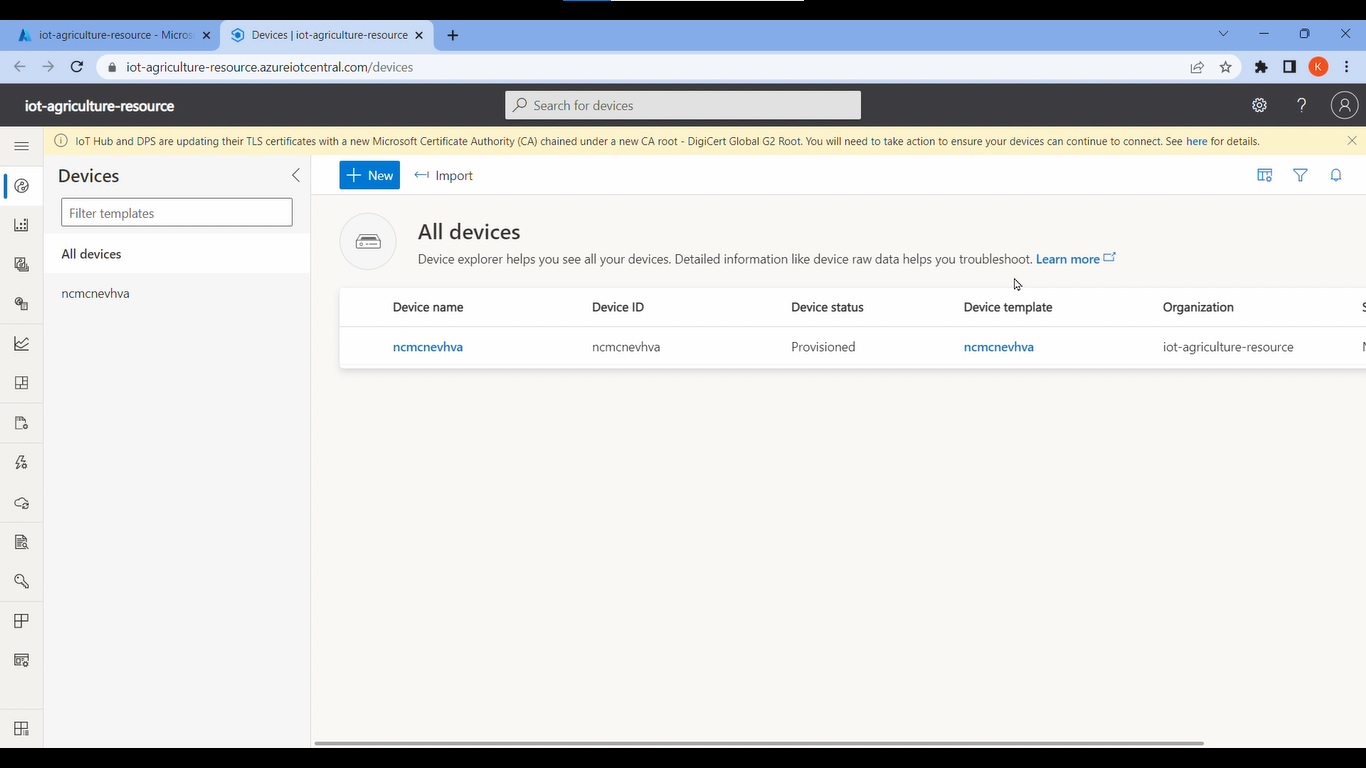 iot-agriculture-resource - Micros
Devices | iot-agriculture-resource
iot-agriculture-resource.azureiotcentral.com/devices
K
iot-agriculture-resource
Search for devices
?
IoT Hub and DPS are updating their TLS certificates with a new Microsoft Certificate Authority (CA) chained under a new CA root - DigiCert Global G2 Root. You will need to take action to ensure your devices can continue to connect. See here for details.
Devices
Filter templates
All devices
ncmcnevhva
New
Import
All devices
Device explorer helps you see all your devices. Detailed information like device raw data helps you troubleshoot. Learn more
Device name Device ID Device status Device template Organization
ncmcnevhva ncmcnevhva Provisioned ncmcnevhva iot-agriculture-resource